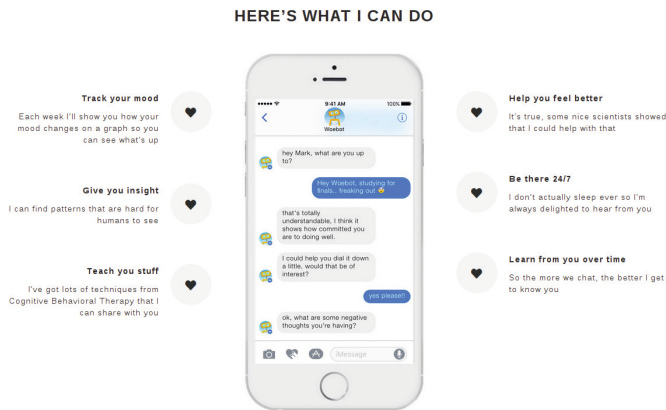 HERE'S WHAT I CAN DO
Track your mood
Each week I'll show you how your
mood changes on a graph so you
can see what's up
Give you insight
I can find patterns that are hard for
humans to see
Teach you stuff
I've got lots of techniques from
Cognitive Behavioral Therapy that I
can share with you
9:41 AM
100%
Woebot
hey Mark, what are you up
to?
Hey Woebot, studying for
finals.. freaking out 😟
that's totally
understandable, I think it
shows how committed you
are to doing well.
I could help you dial it down
a little, would that be of
interest?
yes please!!
ok, what are some negative
thoughts you're having?
iMessage
Help you feel better
It's true, some nice scientists showed
that I could help with that
Be there 24/7
I don't actually sleep ever so I'm
always delighted to hear from you
Learn from you over time
So the more we chat, the better I get
to know you